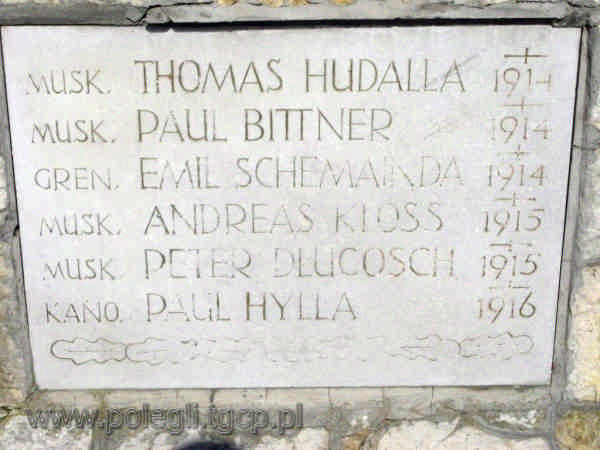 MUSK. THOMAS HUDALLA 1914
MUSK. PAUL BITTNER 1914
GREN. EMIL SCHEMAINDA 1914
MUSK. ANDREAS KLOSS 1915
MUSK. PETER DLUCOSCH 1915
KANO. PAUL HYLLA 1916
www.polegli.tgcp.pl